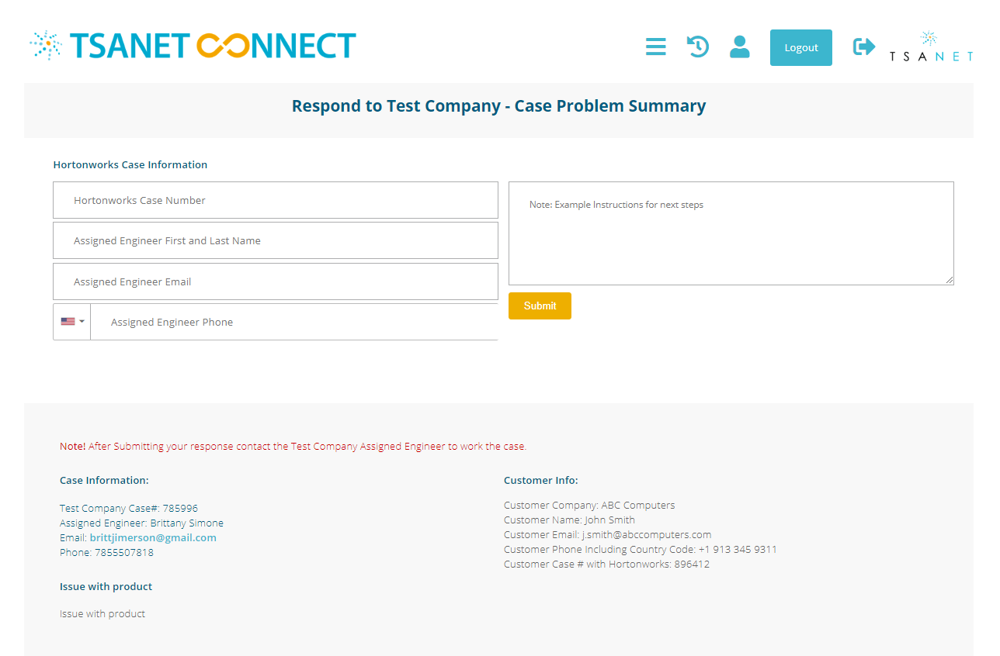 TSANET CONNECT
Logout
TSANET
Respond to Test Company - Case Problem Summary
Hortonworks Case Information
Hortonworks Case Number
Assigned Engineer First and Last Name
Assigned Engineer Email
Assigned Engineer Phone
Note: Example Instructions for next steps
Submit
Note! After Submitting your response contact the Test Company Assigned Engineer to work the case.
Case Information:
Test Company Case#: 785996
Assigned Engineer: Brittany Simone
Email: brittjimerson@gmail.com
Phone: 7855507818
Issue with product
Issue with product
Customer Info:
Customer Company: ABC Computers
Customer Name: John Smith
Customer Email: j.smith@abccomputers.com
Customer Phone Including Country Code: +1 913 345 9311
Customer Case # with Hortonworks: 896412